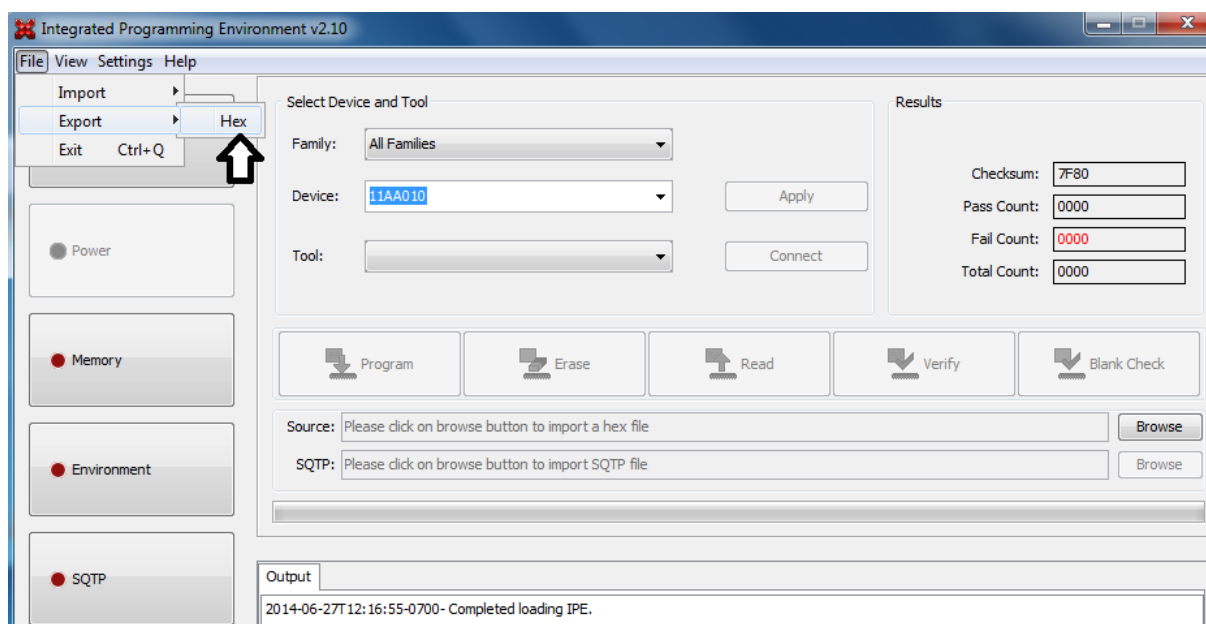 Integrated Programming Environment v2.10
File View Settings Help
Import
Export
Hex
Exit Ctrl+Q
Power
Memory
Environment
SQTP
Select Device and Tool
Family: All Families
Device: 11AA010
Apply
Tool:
Connect
Results
Checksum: 7F80
Pass Count: 0000
Fail Count: 0000
Total Count: 0000
Program
Erase
Read
Verify
Blank Check
Source: Please click on browse button to import a hex file
Browse
SQTP: Please click on browse button to import SQTP file
Browse
Output
2014-06-27T12:16:55-0700- Completed loading IPE.